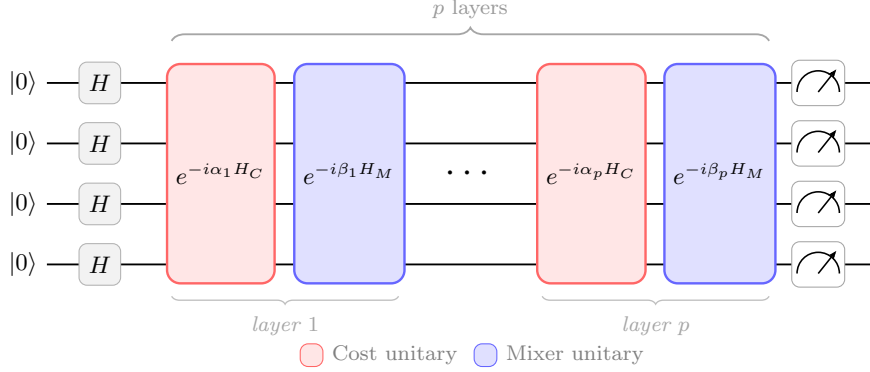 p layers
|0⟩ H
|0⟩ H
e^{-iα_1 H_C} e^{-iβ_1 H_M} ··· e^{-iα_p H_C} e^{-iβ_p H_M}
|0⟩ H
|0⟩ H
layer 1 layer p
Cost unitary Mixer unitary